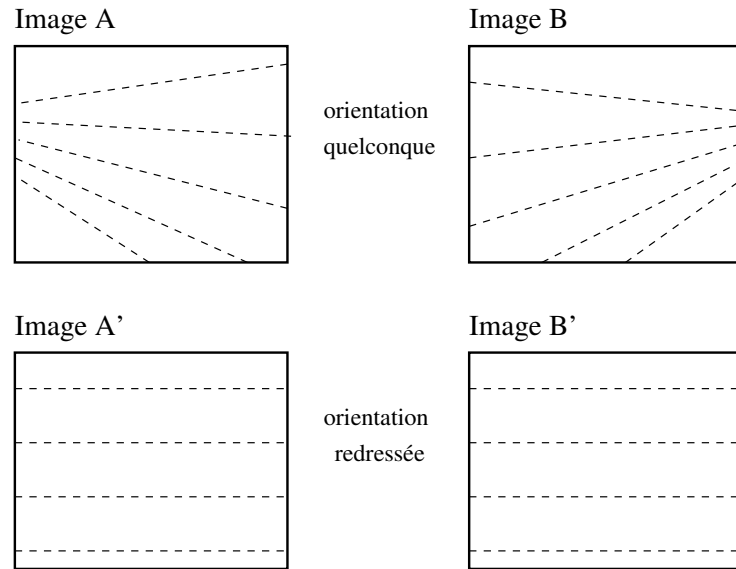 Image A
Image B
orientation
quelconque
Image A’
Image B’
orientation
redressée